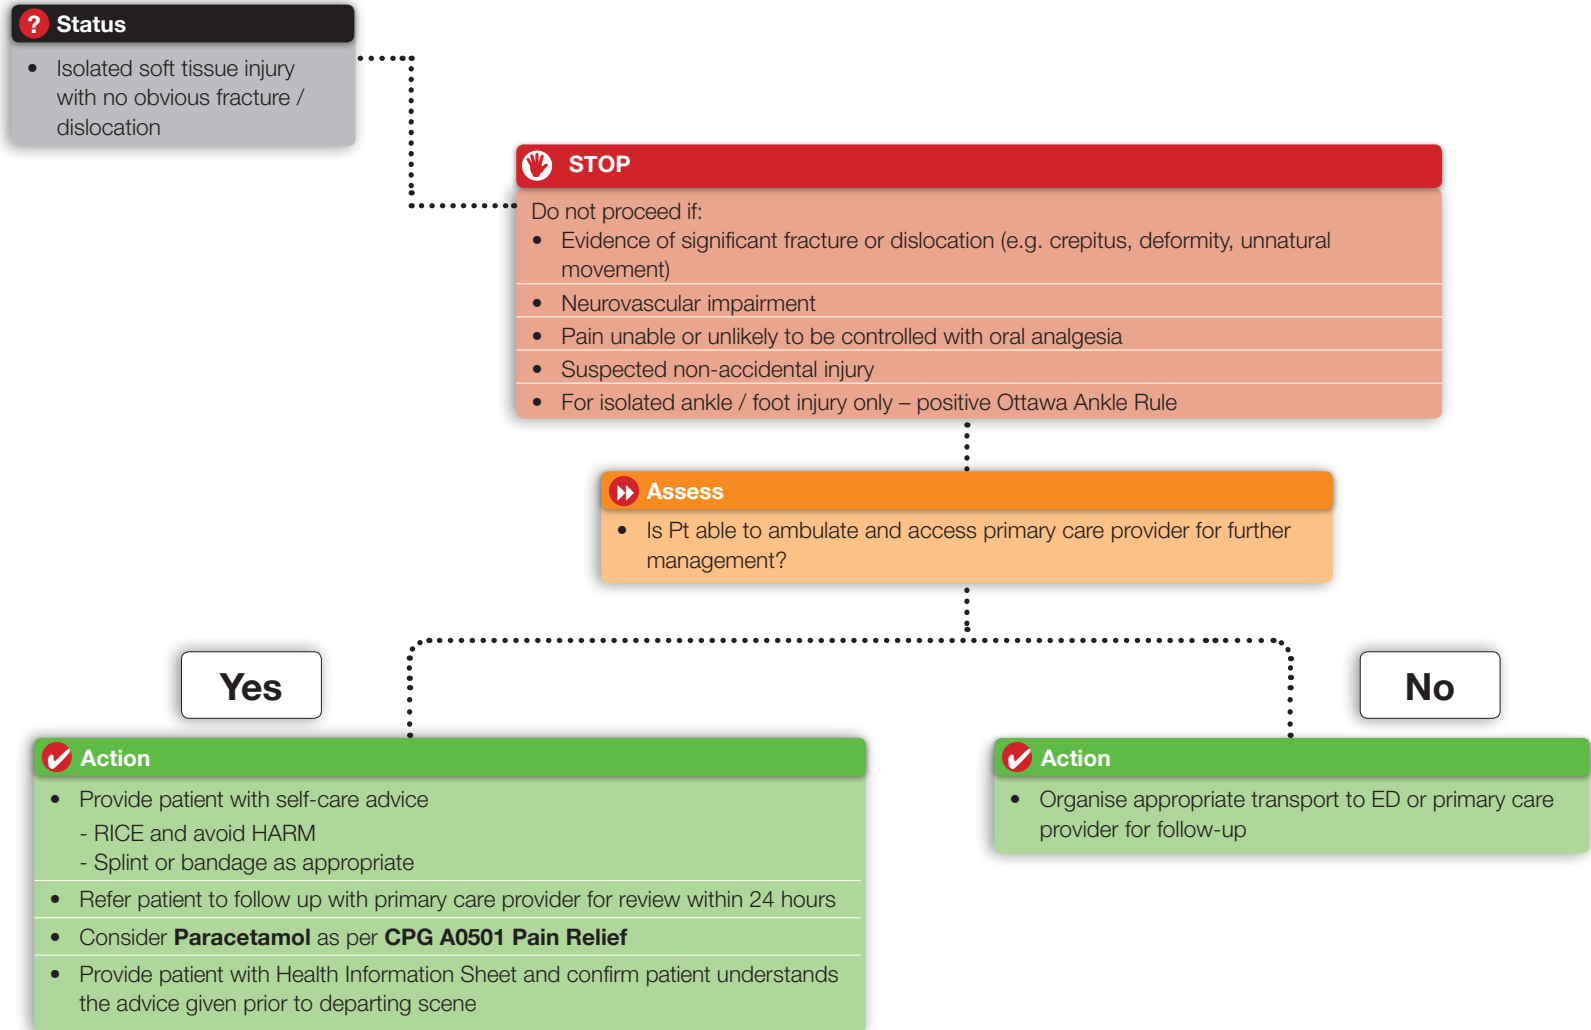 ? Status
• Isolated soft tissue injury
with no obvious fracture /
dislocation
STOP
Do not proceed if:
• Evidence of significant fracture or dislocation (e.g. crepitus, deformity, unnatural
movement)
• Neurovascular impairment
• Pain unable or unlikely to be controlled with oral analgesia
• Suspected non-accidental injury
• For isolated ankle / foot injury only – positive Ottawa Ankle Rule
Assess
• Is Pt able to ambulate and access primary care provider for further
management?
Yes
Action
• Provide patient with self-care advice
- RICE and avoid HARM
- Splint or bandage as appropriate
• Refer patient to follow up with primary care provider for review within 24 hours
• Consider Paracetamol as per CPG A0501 Pain Relief
• Provide patient with Health Information Sheet and confirm patient understands
the advice given prior to departing scene
No
Action
• Organise appropriate transport to ED or primary care
provider for follow-up